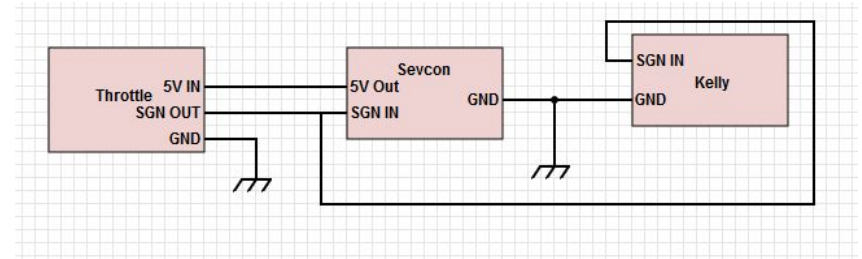 Throttle
5V IN
SGN OUT
GND
Sevcon
5V Out
SGN IN
GND
SGN IN
Kelly
GND